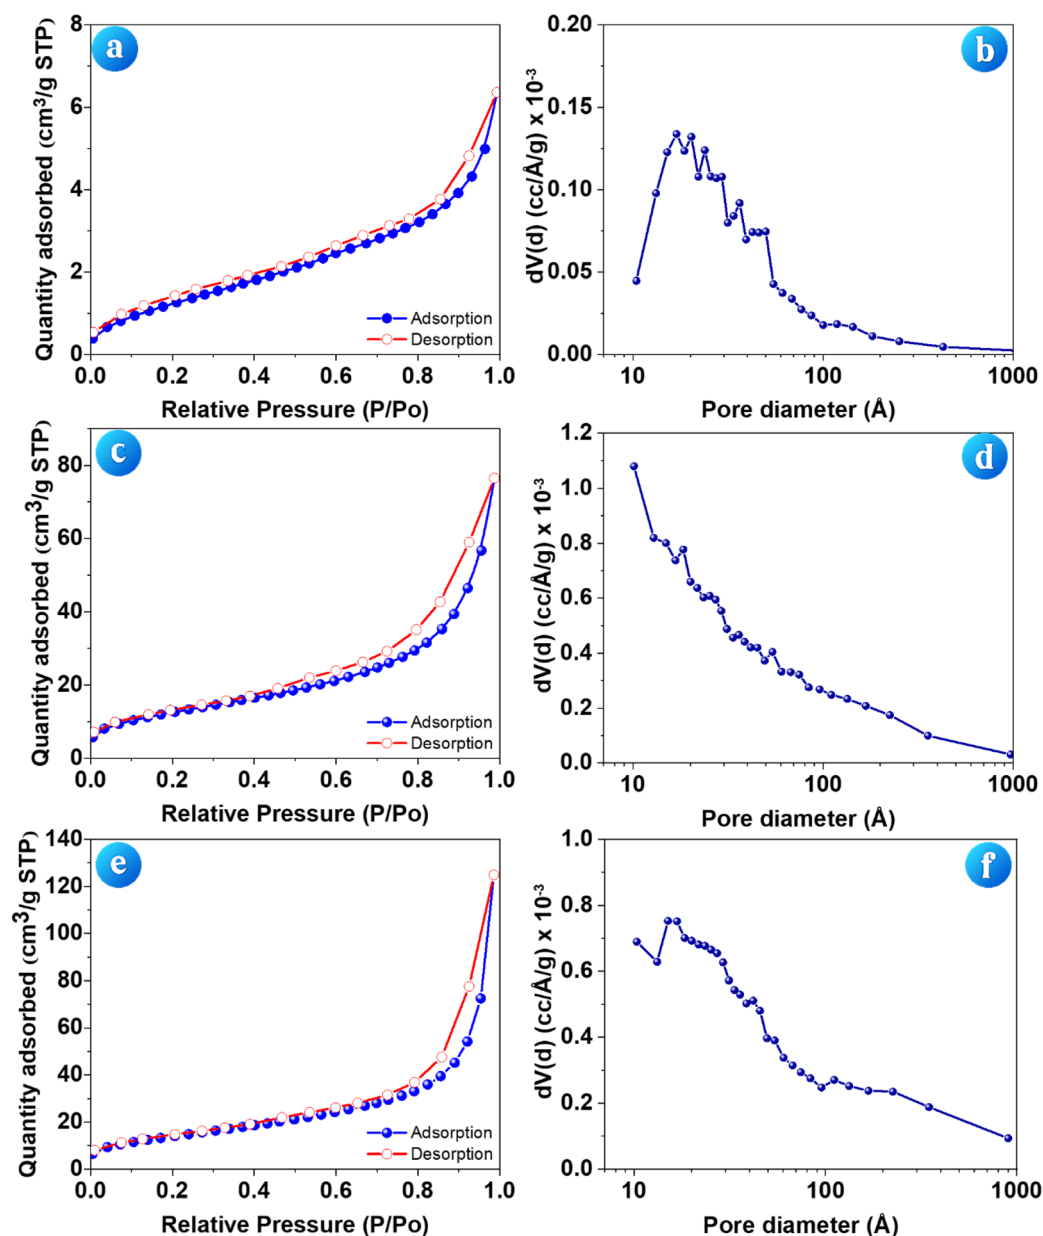 a
Quantity adsorbed (cm³/g STP)
8
6
4
2
0
Adsorption
Desorption
0.0 0.2 0.4 0.6 0.8 1.0
Relative Pressure (P/Po)
b
dV(d) (cc/Å/g) x 10⁻³
0.20
0.15
0.10
0.05
0.00
10 100 1000
Pore diameter (Å)
c
Quantity adsorbed (cm³/g STP)
80
60
40
20
0
Adsorption
Desorption
0.0 0.2 0.4 0.6 0.8 1.0
Relative Pressure (P/Po)
d
dV(d) (cc/Å/g) x 10⁻³
1.2
1.0
0.8
0.6
0.4
0.2
0.0
10 100 1000
Pore diameter (Å)
e
Quantity adsorbed (cm³/g STP)
140
120
100
80
60
40
20
0
Adsorption
Desorption
0.0 0.2 0.4 0.6 0.8 1.0
Relative Pressure (P/Po)
f
dV(d) (cc/Å/g) x 10⁻³
1.0
0.8
0.6
0.4
0.2
0.0
10 100 1000
Pore diameter (Å)